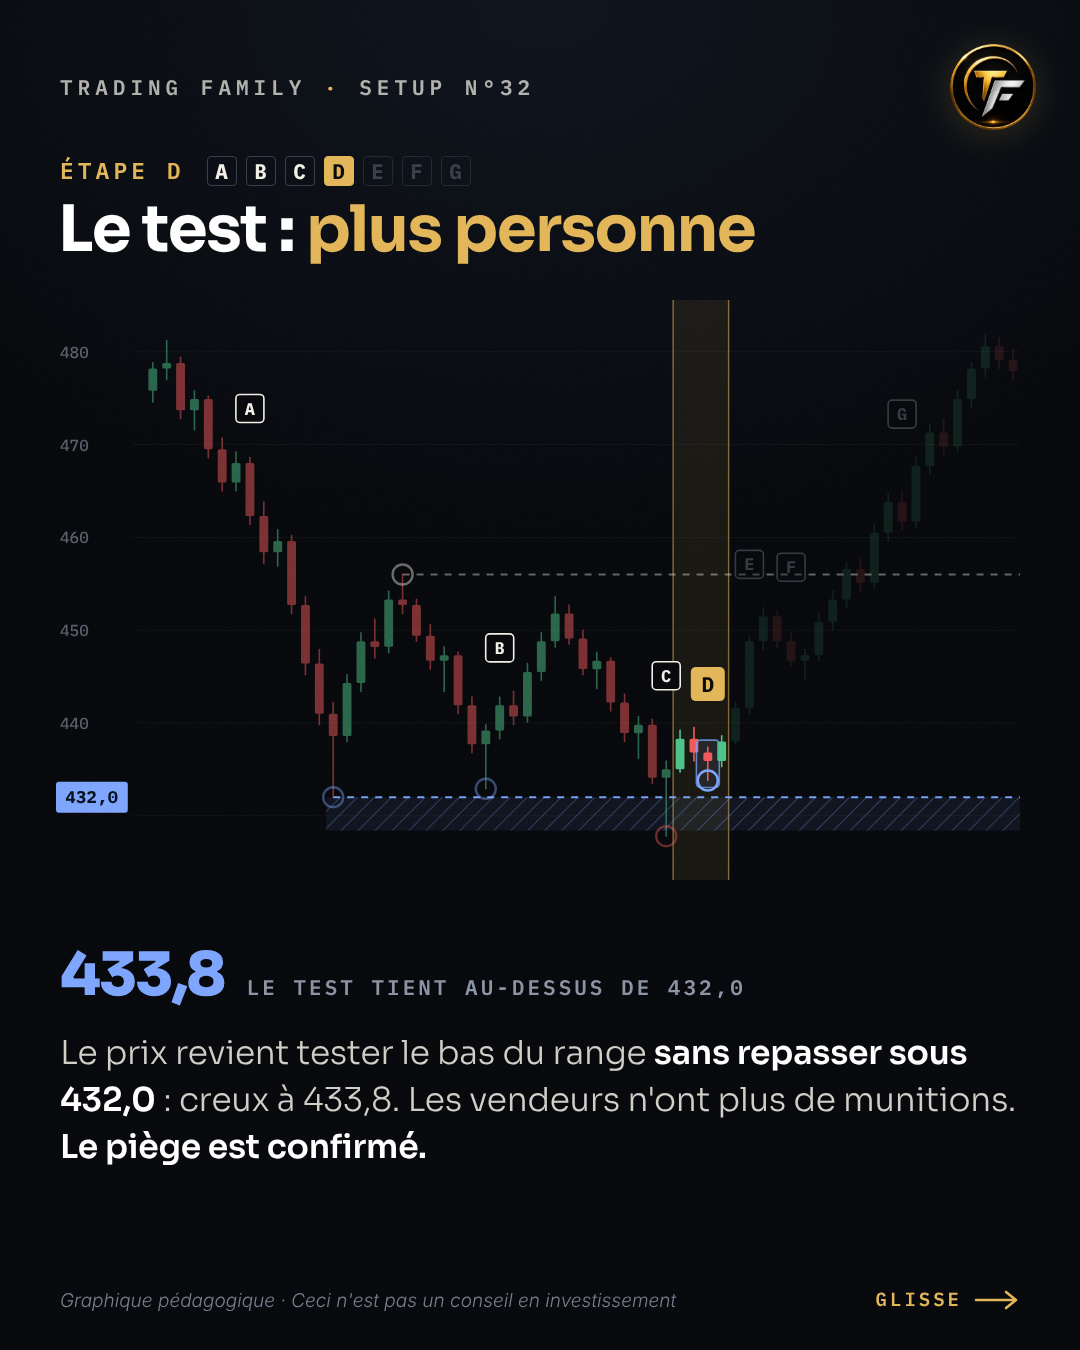 TRADING FAMILY · SETUP N°32
TF
ÉTAPE D A B C D E F G
Le test : plus personne
480
470
460
450
440
432,0
A
B
C
D
E
F
G
433,8 LE TEST TIENT AU-DESSUS DE 432,0
Le prix revient tester le bas du range sans repasser sous
432,0 : creux à 433,8. Les vendeurs n'ont plus de munitions.
Le piège est confirmé.
Graphique pédagogique · Ceci n'est pas un conseil en investissement
GLISSE →